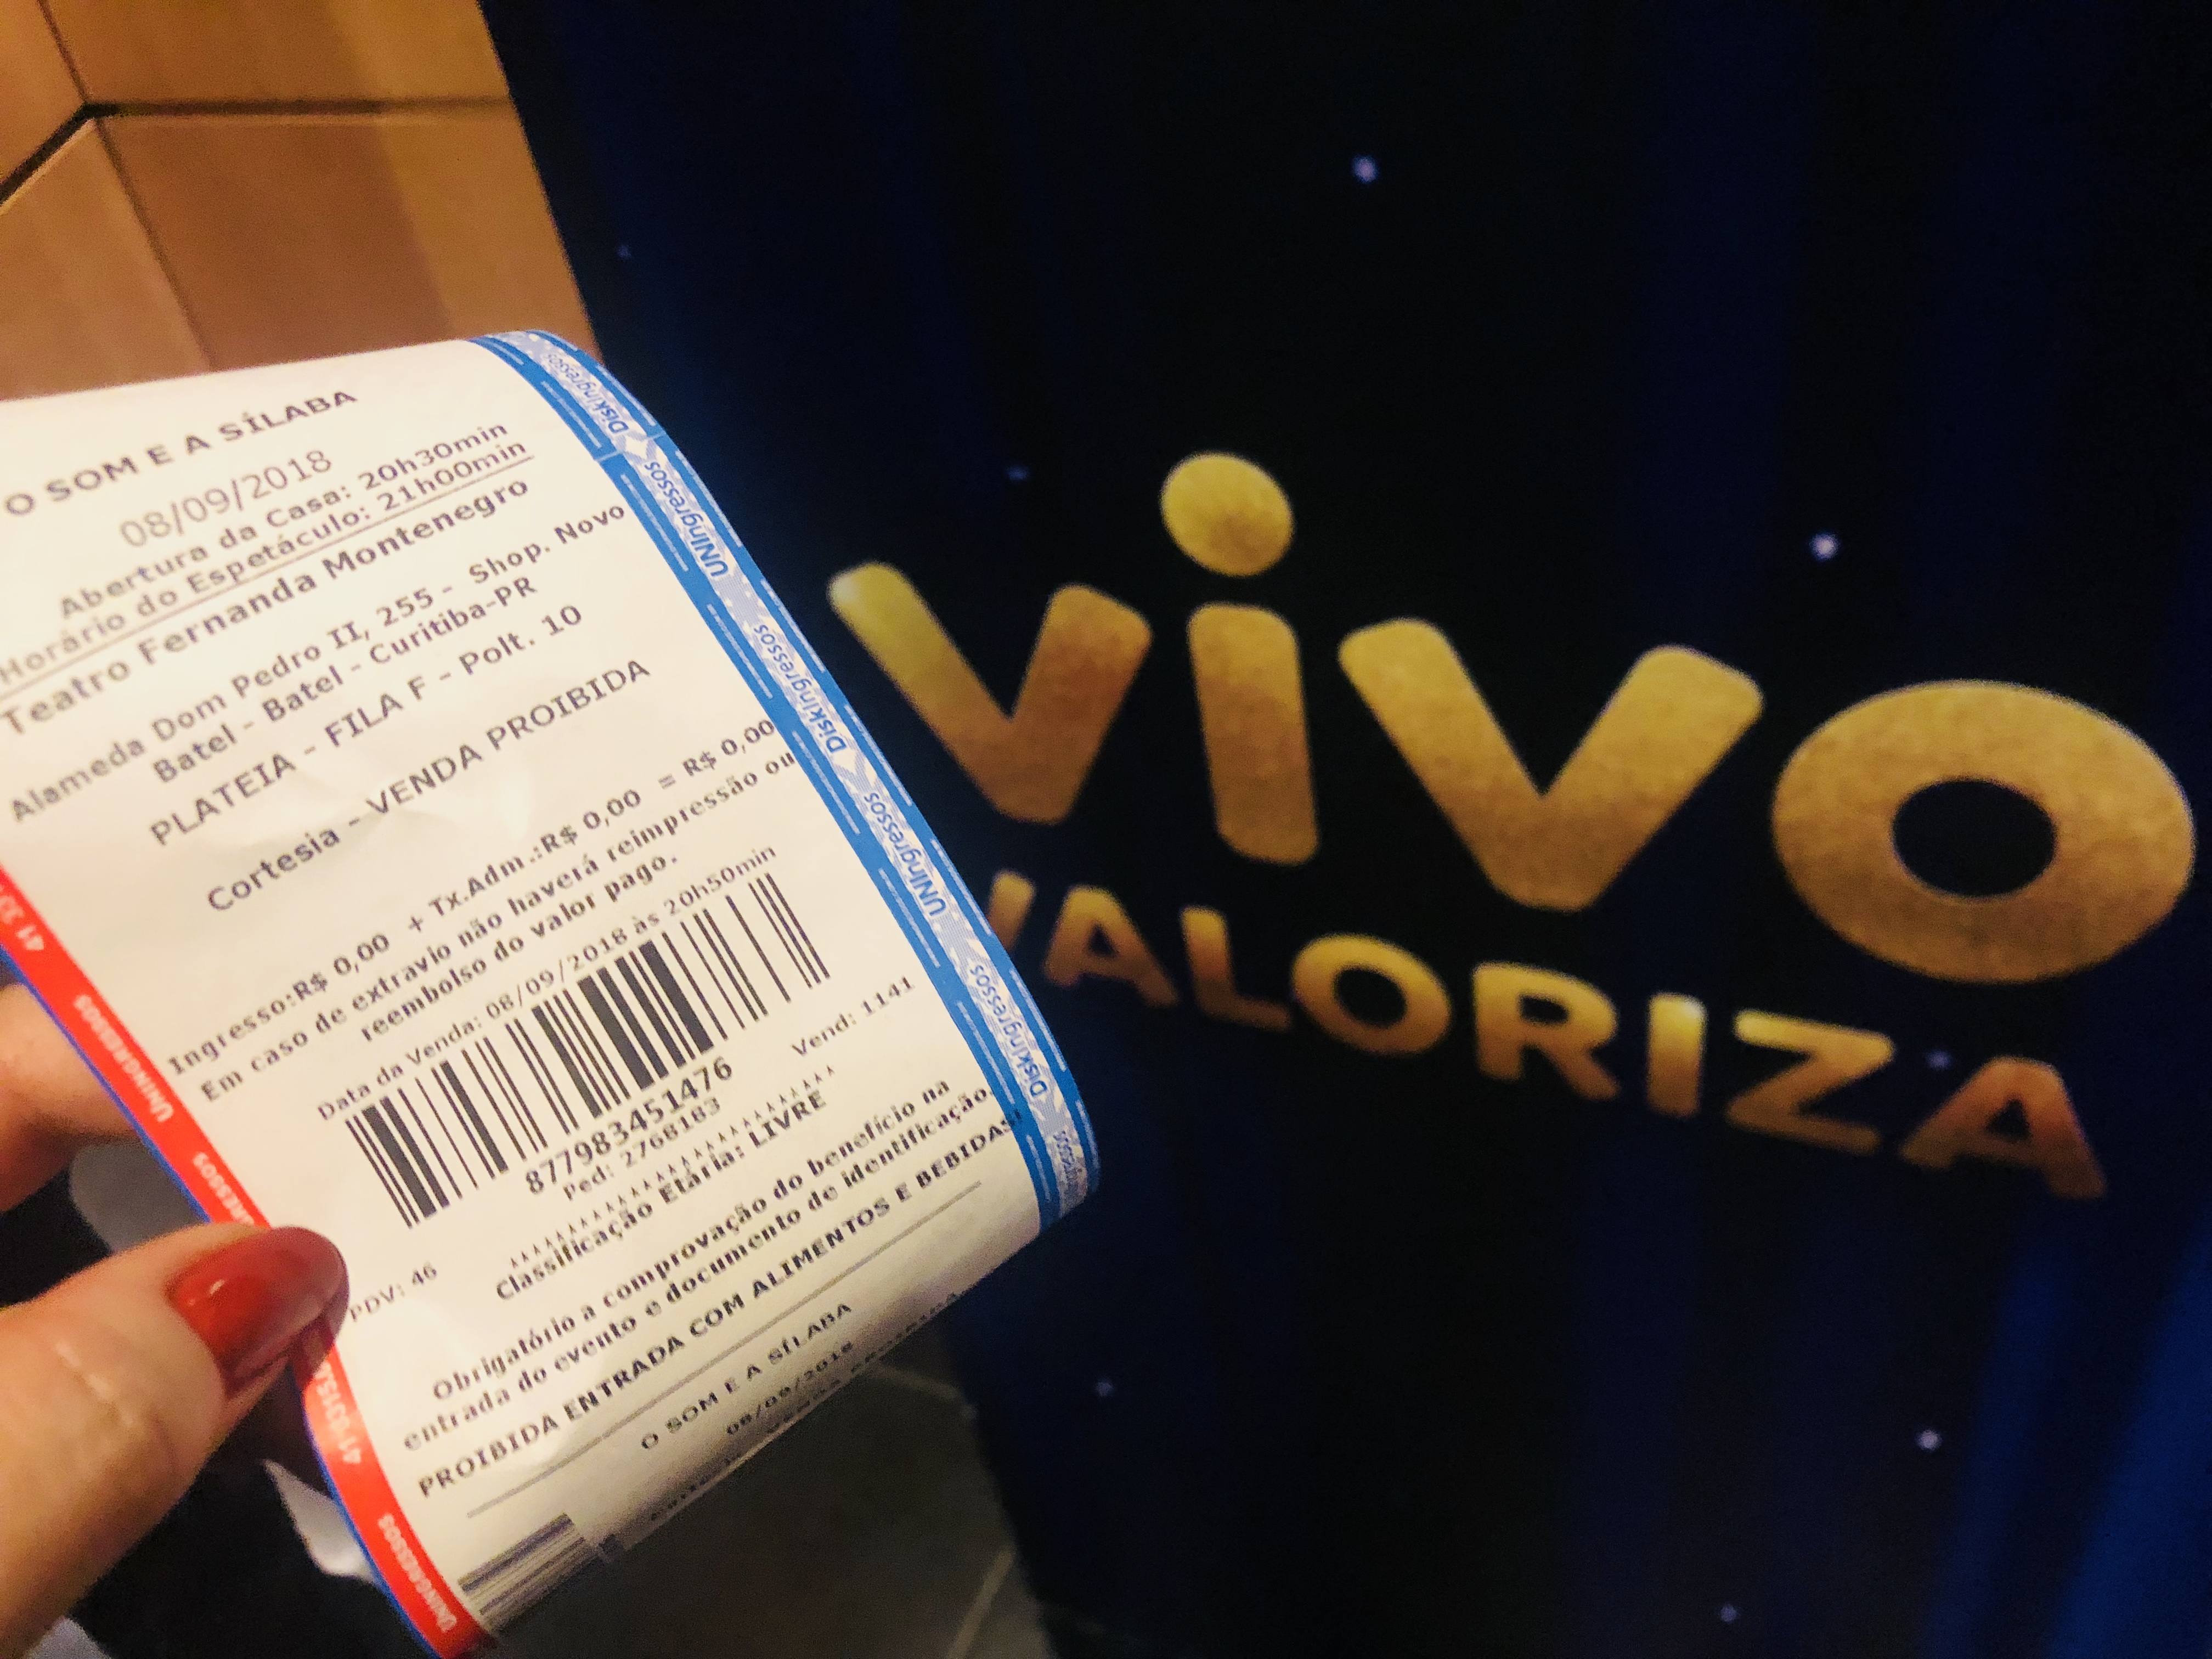 O SOM E A SÍLABA
08/09/2018
Abertura da Casa: 20h30min
Horário do Espetáculo: 21h00min
Teatro Fernanda Montenegro
Alameda Dom Pedro II, 255 - Shop. Novo
Batel - Batel - Curitiba-PR
PLATEIA - FILA F - Polt. 10
Cortesia - VENDA PROIBIDA
Ingresso:R$ 0,00 + Tx.Adm.:R$ 0,00 = R$ 0,00
Em caso de extravio não haverá reimpressão ou
reembolso do valor pago.
Data da Venda: 08/09/2018 às 20h50min
877983451476
Ped: 2768183
PDV: 46
Vend: 1141
Classificação Etária: LIVRE
Obrigatório a comprovação do benefício na
entrada do evento e documento de identificação.
PROIBIDA ENTRADA COM ALIMENTOS E BEBIDAS!
O SOM E A SÍLABA
08/09/2018
DiskIngressos
UNIngressos
DiskIngressos
UNIngressos
DiskIngressos
UNINGRESSOS
UNINGRESSOS
vivo
VALORIZA